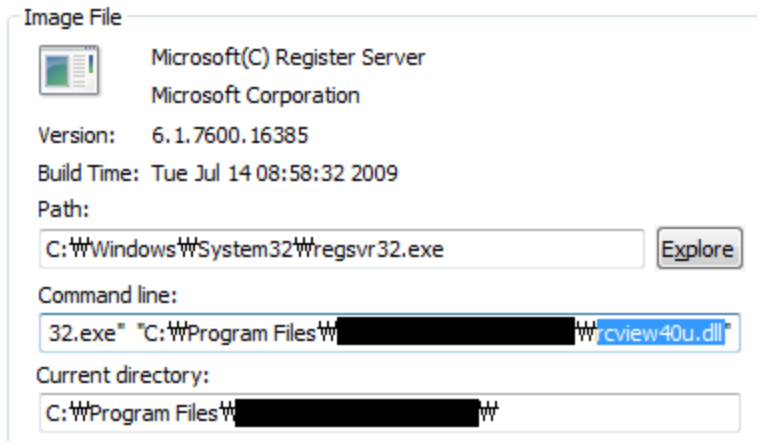 Image File
Microsoft(C) Register Server
Microsoft Corporation
Version: 6.1.7600.16385
Build Time: Tue Jul 14 08:58:32 2009
Path:
C:₩Windows₩System32₩regsvr32.exe
Explore
Command line:
32.exe" "C:₩Program Files₩ ₩rcview40u.dll"
Current directory:
C:₩Program Files₩ ₩